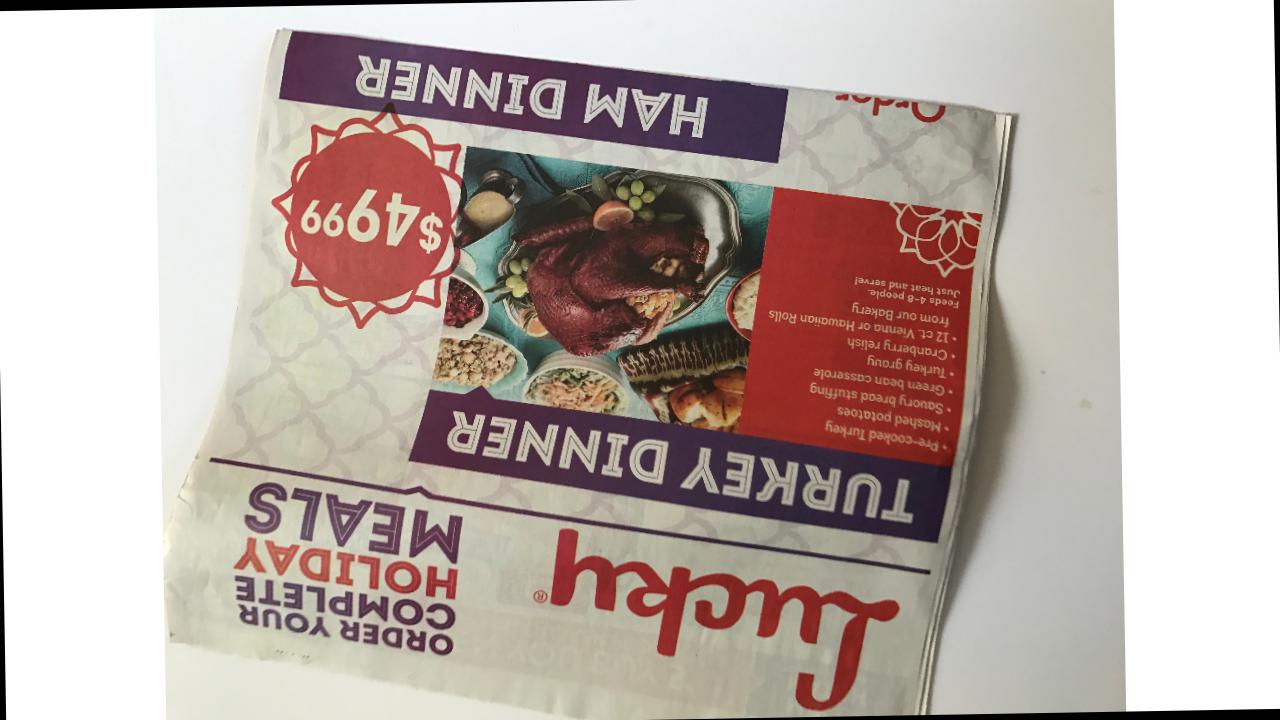 Lucky®
ORDER YOUR
COMPLETE
HOLIDAY
MEALS
TURKEY DINNER
• Pre-cooked Turkey
• Mashed potatoes
• Savory bread stuffing
• Green bean casserole
• Turkey gravy
• Cranberry relish
• 12 ct. Vienna or Hawaiian Rolls
from our Bakery
Feeds 4-8 people.
Just heat and serve!
$4999
HAM DINNER
Order